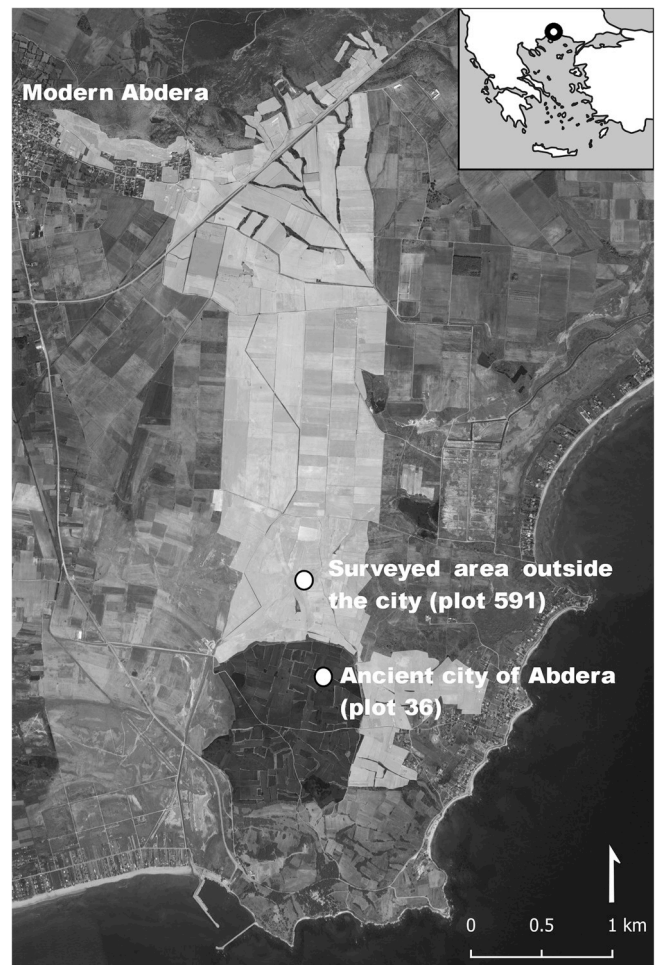 Modern Abdera
Surveyed area outside
the city (plot 591)
Ancient city of Abdera
(plot 36)
0 0.5 1 km